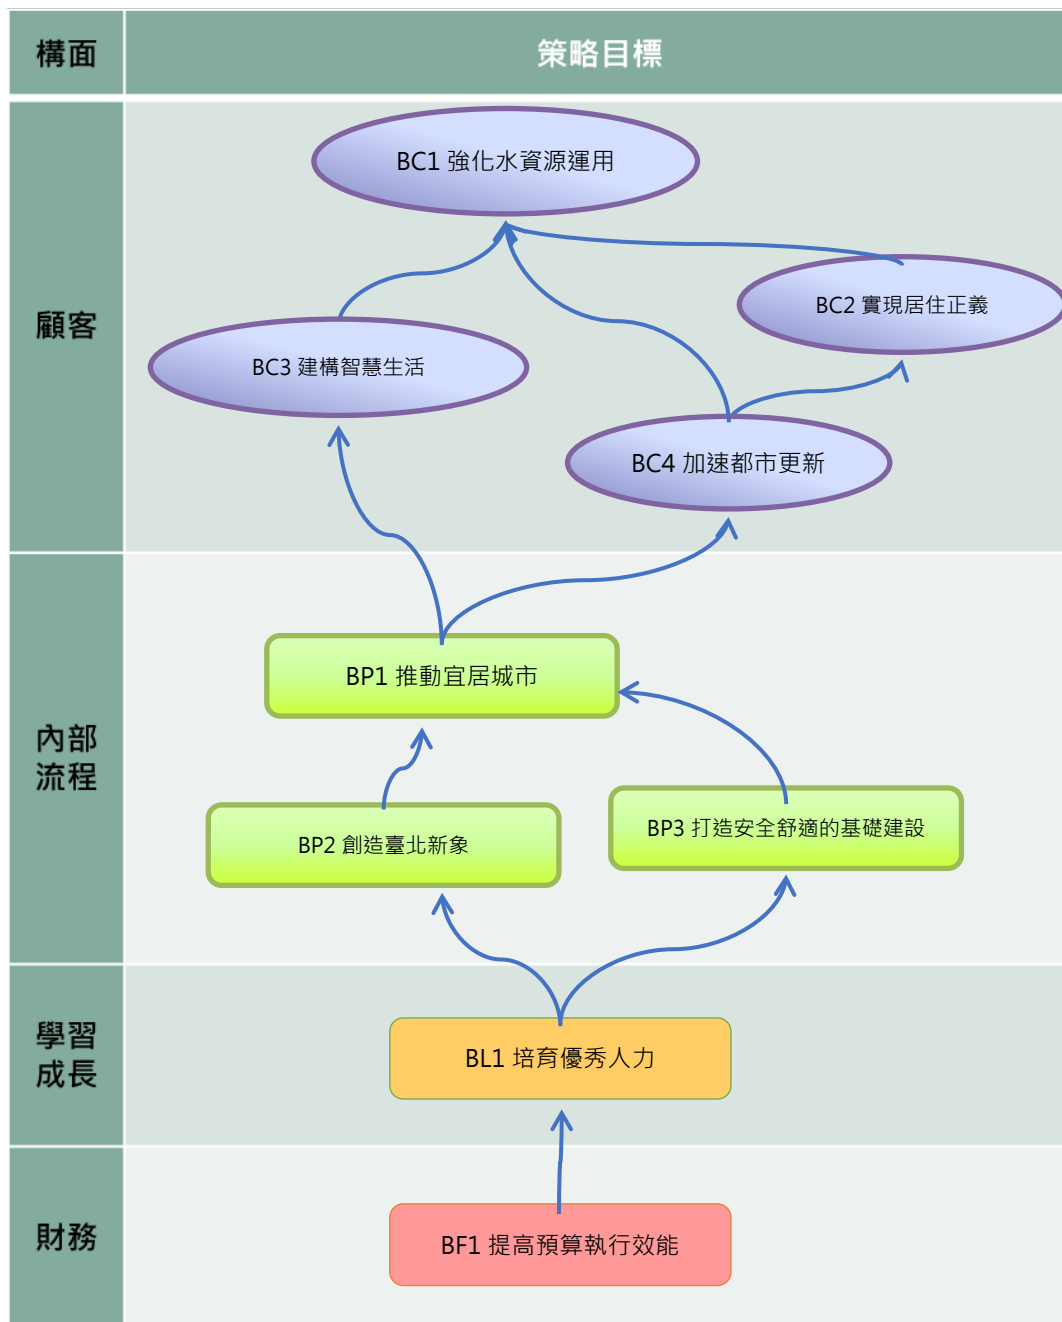 構面
策略目標
顧客
BC1 強化水資源運用
BC2 實現居住正義
BC3 建構智慧生活
BC4 加速都市更新
內部
流程
BP1 推動宜居城市
BP2 創造臺北新象
BP3 打造安全舒適的基礎建設
學習
成長
BL1 培育優秀人力
財務
BF1 提高預算執行效能